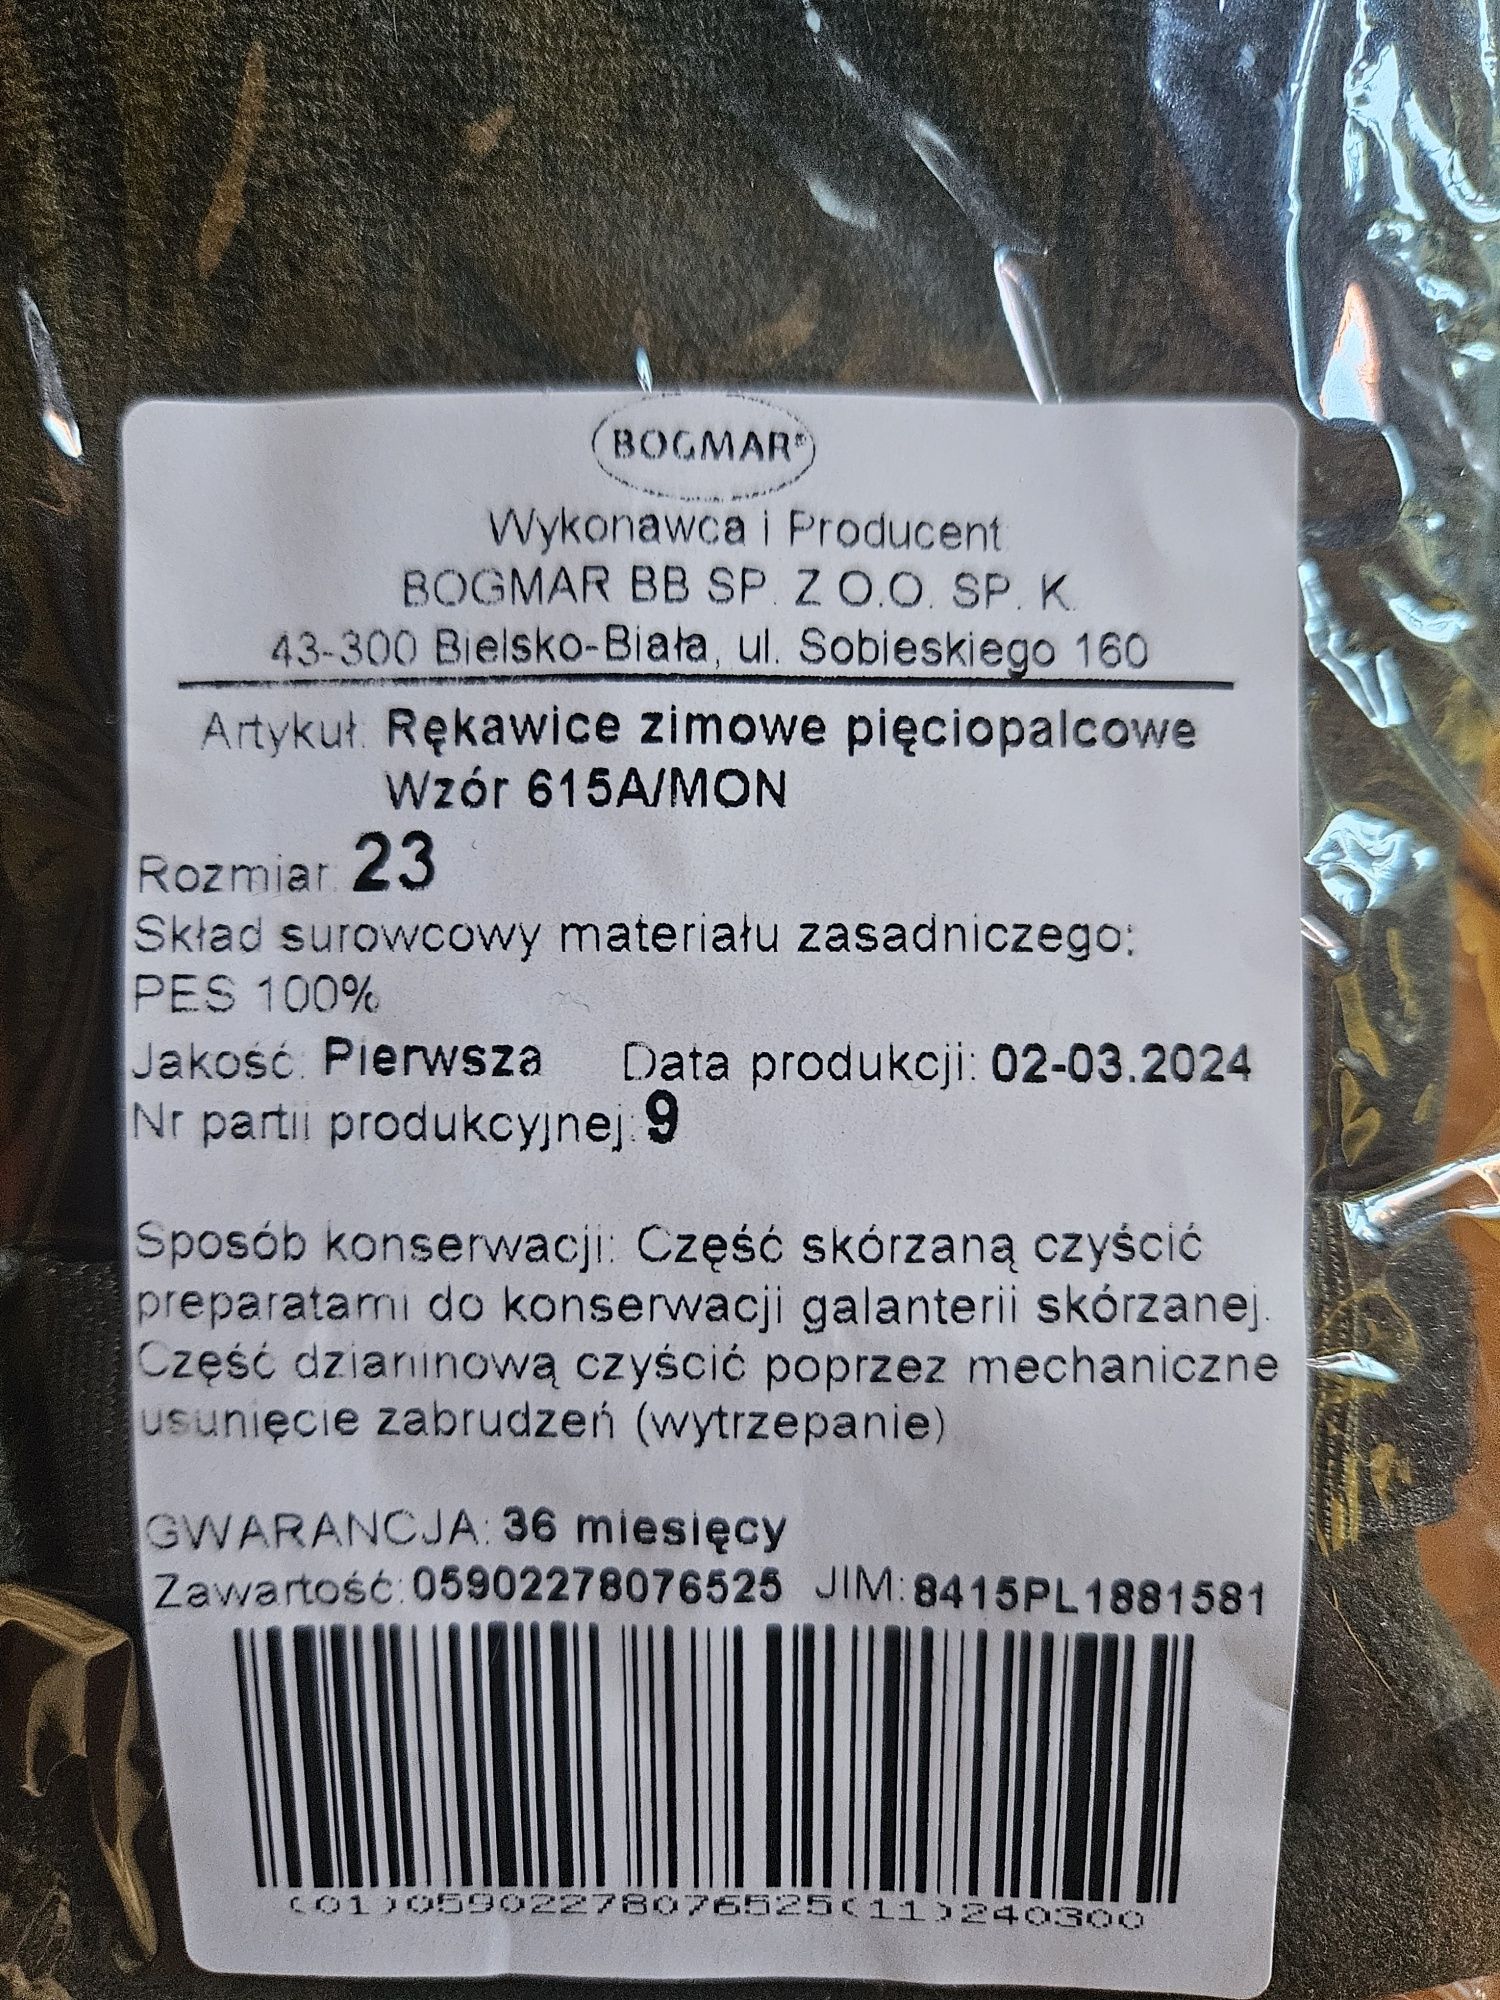 BOGMAR®
Wykonawca i Producent
BOGMAR BB SP. Z O.O. SP. K.
43-300 Bielsko-Biała, ul. Sobieskiego 160
Artykuł: Rękawice zimowe pięciopalcowe
Wzór 615A/MON
Rozmiar: 23
Skład surowcowy materiału zasadniczego:
PES 100%
Jakość: Pierwsza Data produkcji: 02-03.2024
Nr partii produkcyjnej: 9
Sposób konserwacji: Część skórzaną czyścić
preparatami do konserwacji galanterii skórzanej.
Część dzianinową czyścić poprzez mechaniczne
usunięcie zabrudzeń (wytrzepanie)
GWARANCJA: 36 miesięcy
Zawartość: 05902278076525 JIM: 8415PL1881581
(01)05902278076525(11)240300